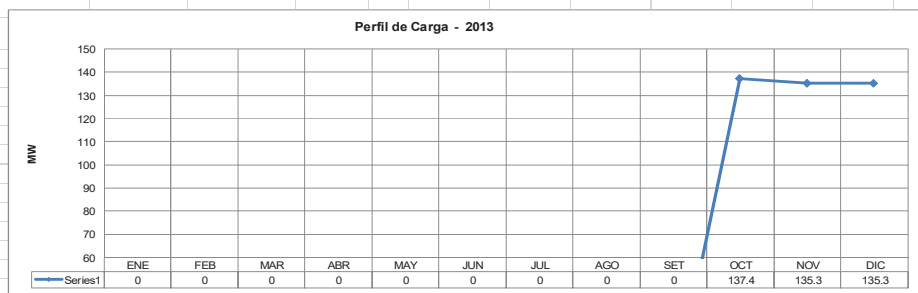 Perfil de Carga - 2013
MW
150
140
130
120
110
100
90
80
70
60
ENE FEB MAR ABR MAY JUN JUL AGO SET OCT NOV DIC
Series1 0 0 0 0 0 0 0 0 0 137.4 135.3 135.3